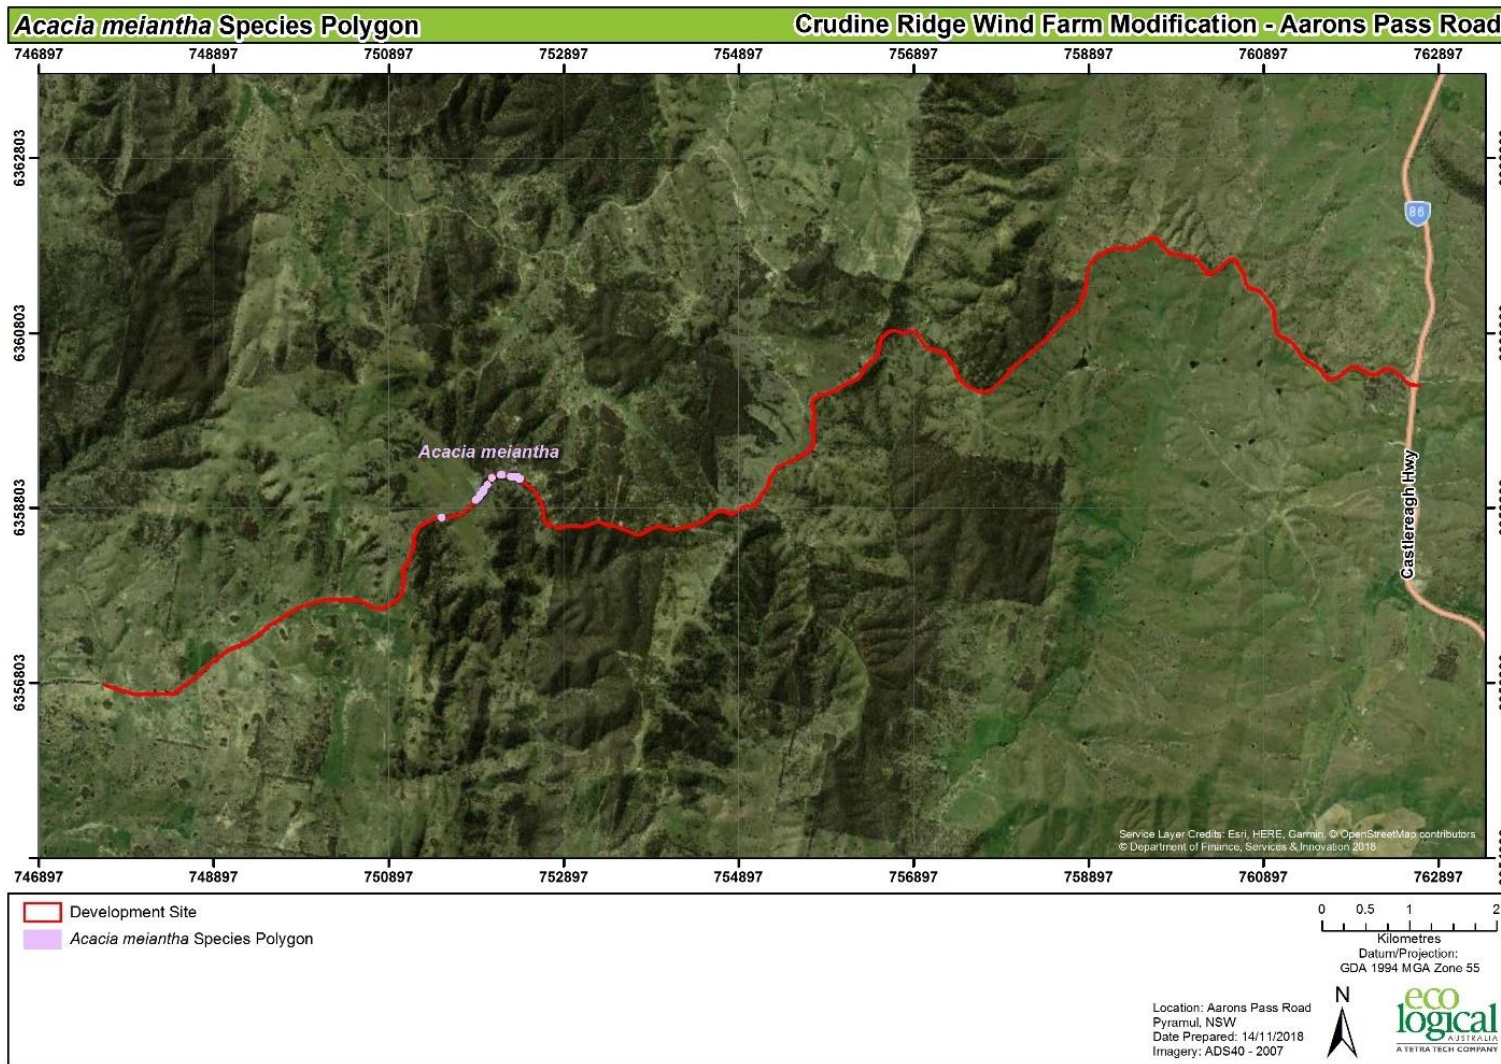 Acacia meiantha Species Polygon
Crudine Ridge Wind Farm Modification - Aarons Pass Road
746897 748897 750897 752897 754897 756897 758897 760897 762897
6362803
6360803
6358803
6356803
86
Acacia meiantha
Castlereagh Hwy
Service Layer Credits: Esri, HERE, Garmin, © OpenStreetMap contributors
© Department of Finance, Services & Innovation 2018
746897 748897 750897 752897 754897 756897 758897 760897 762897
Development Site
Acacia meiantha Species Polygon
0 0.5 1 2
Kilometres
Datum/Projection:
GDA 1994 MGA Zone 55
Location: Aarons Pass Road
Pyramul, NSW
Date Prepared: 14/11/2018
Imagery: ADS40 - 2007
N
eco
logical
AUSTRALIA
A TETRA TECH COMPANY